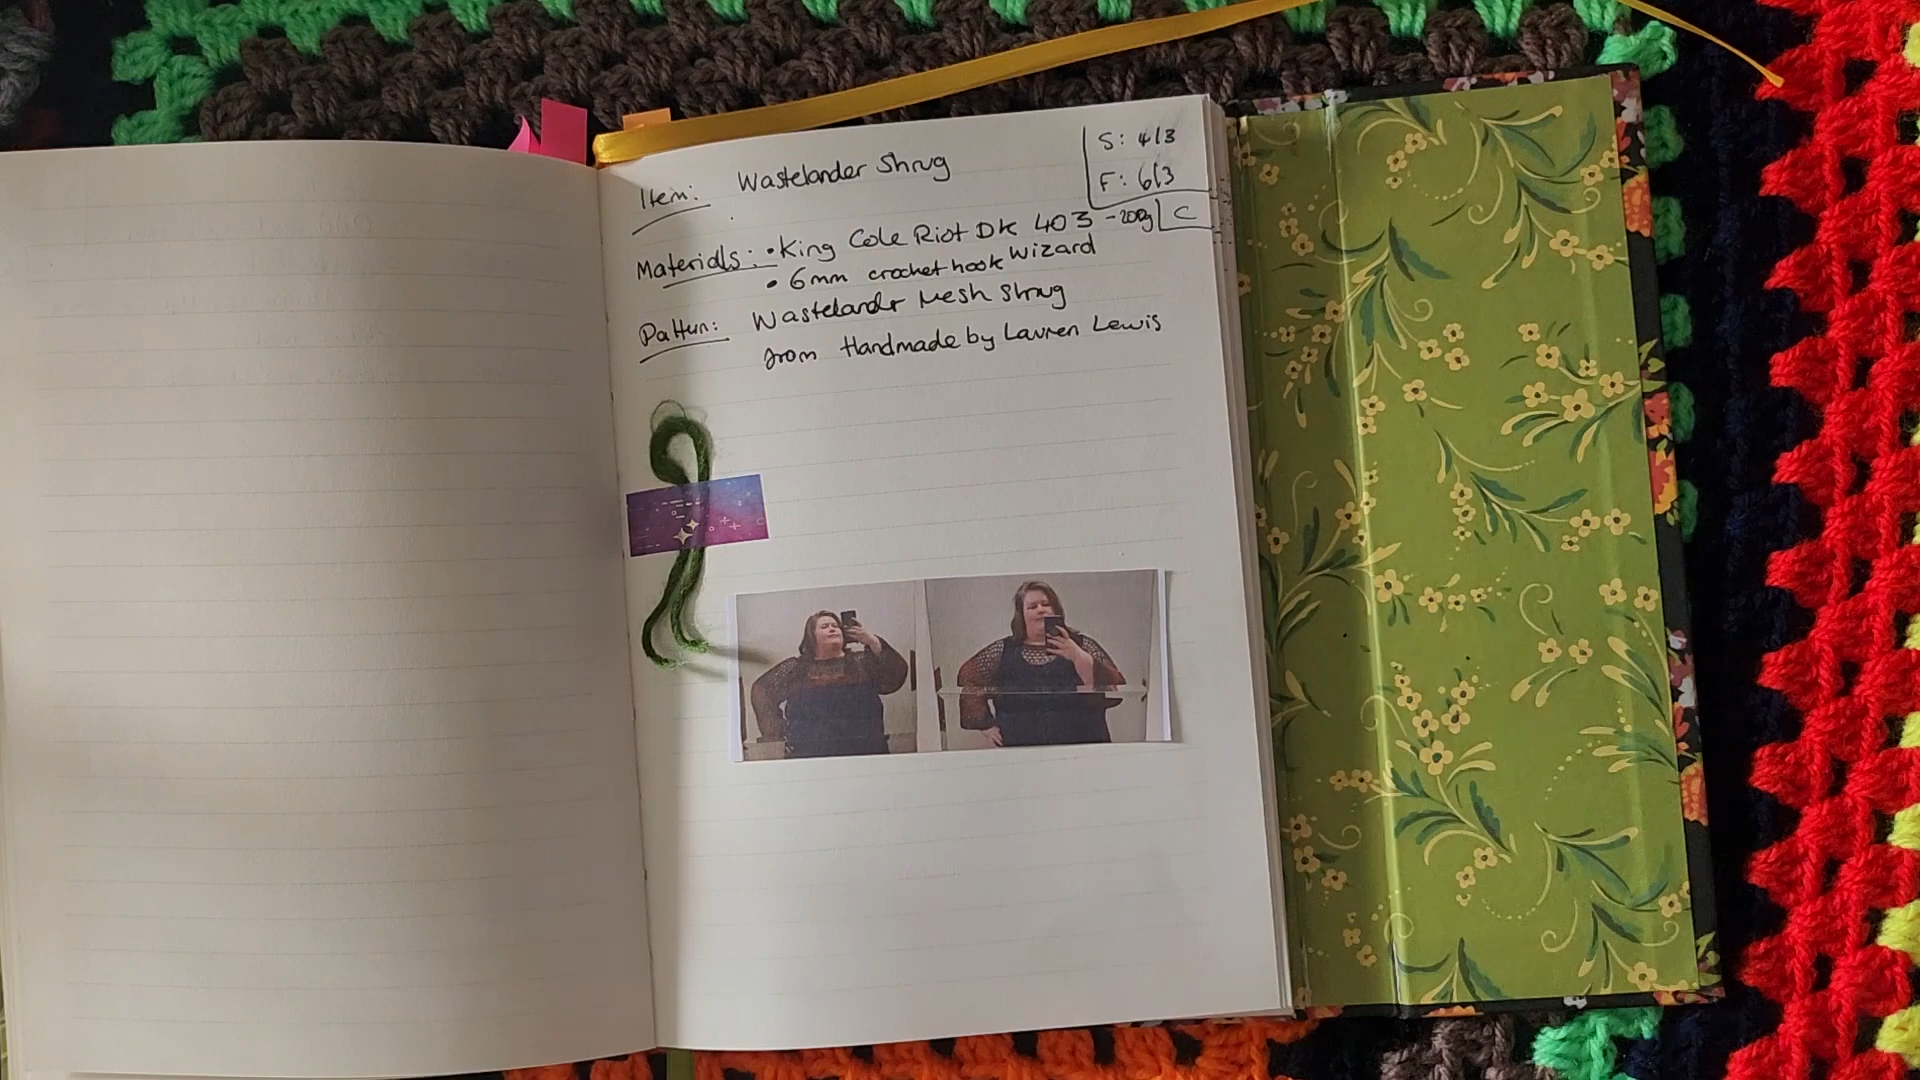 Item: Wastelander Shrug
S: 4/3
F: 6/3
C
Materials: • King Cole Riot DK 403 - 200g
• 6mm crochet hook Wizard
Pattern: Wastelander Mesh Shrug
from Handmade by Lauren Lewis